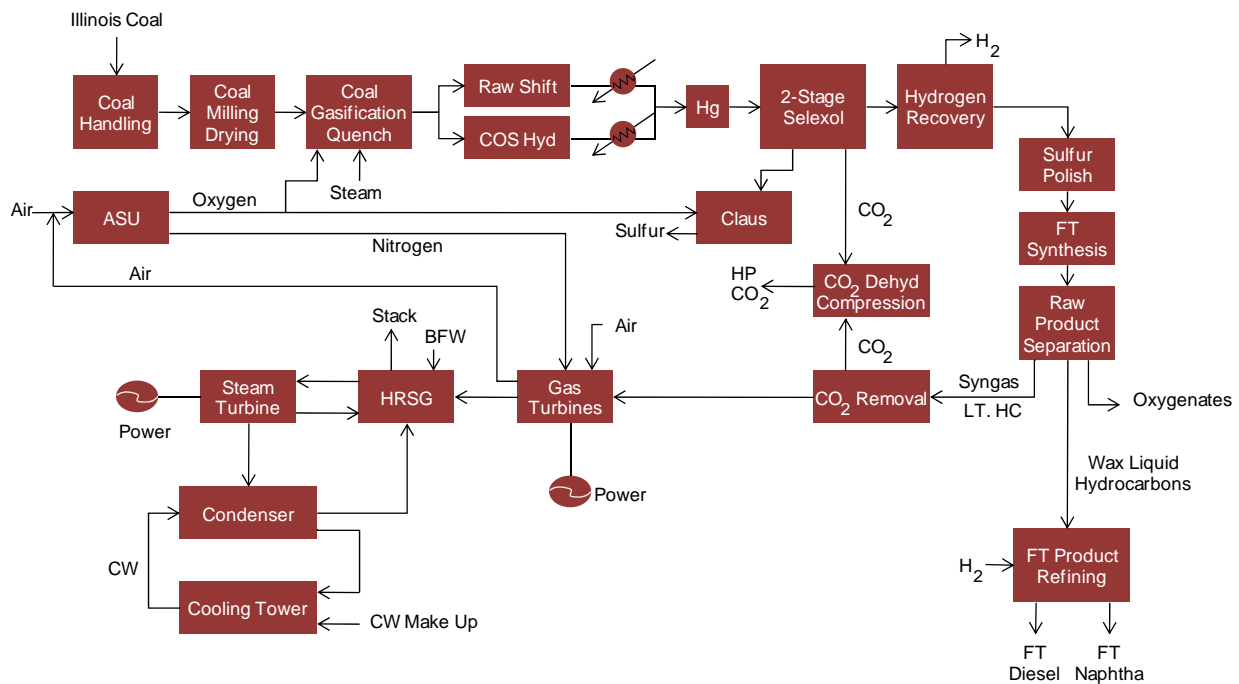 Illinois Coal
Coal
Handling
Coal
Milling
Drying
Coal
Gasification
Quench
Raw Shift
COS Hyd
Hg
2-Stage
Selexol
Hydrogen
Recovery
H2
Sulfur
Polish
FT
Synthesis
Raw
Product
Separation
Air
ASU
Oxygen
Steam
Nitrogen
Air
Claus
Sulfur
CO2
HP
CO2
CO2 Dehyd
Compression
CO2
Stack
BFW
Air
Steam
Turbine
HRSG
Gas
Turbines
CO2 Removal
Syngas
LT. HC
Oxygenates
Power
Power
Wax Liquid
Hydrocarbons
Condenser
CW
Cooling Tower
CW Make Up
H2
FT Product
Refining
FT
Diesel
FT
Naphtha